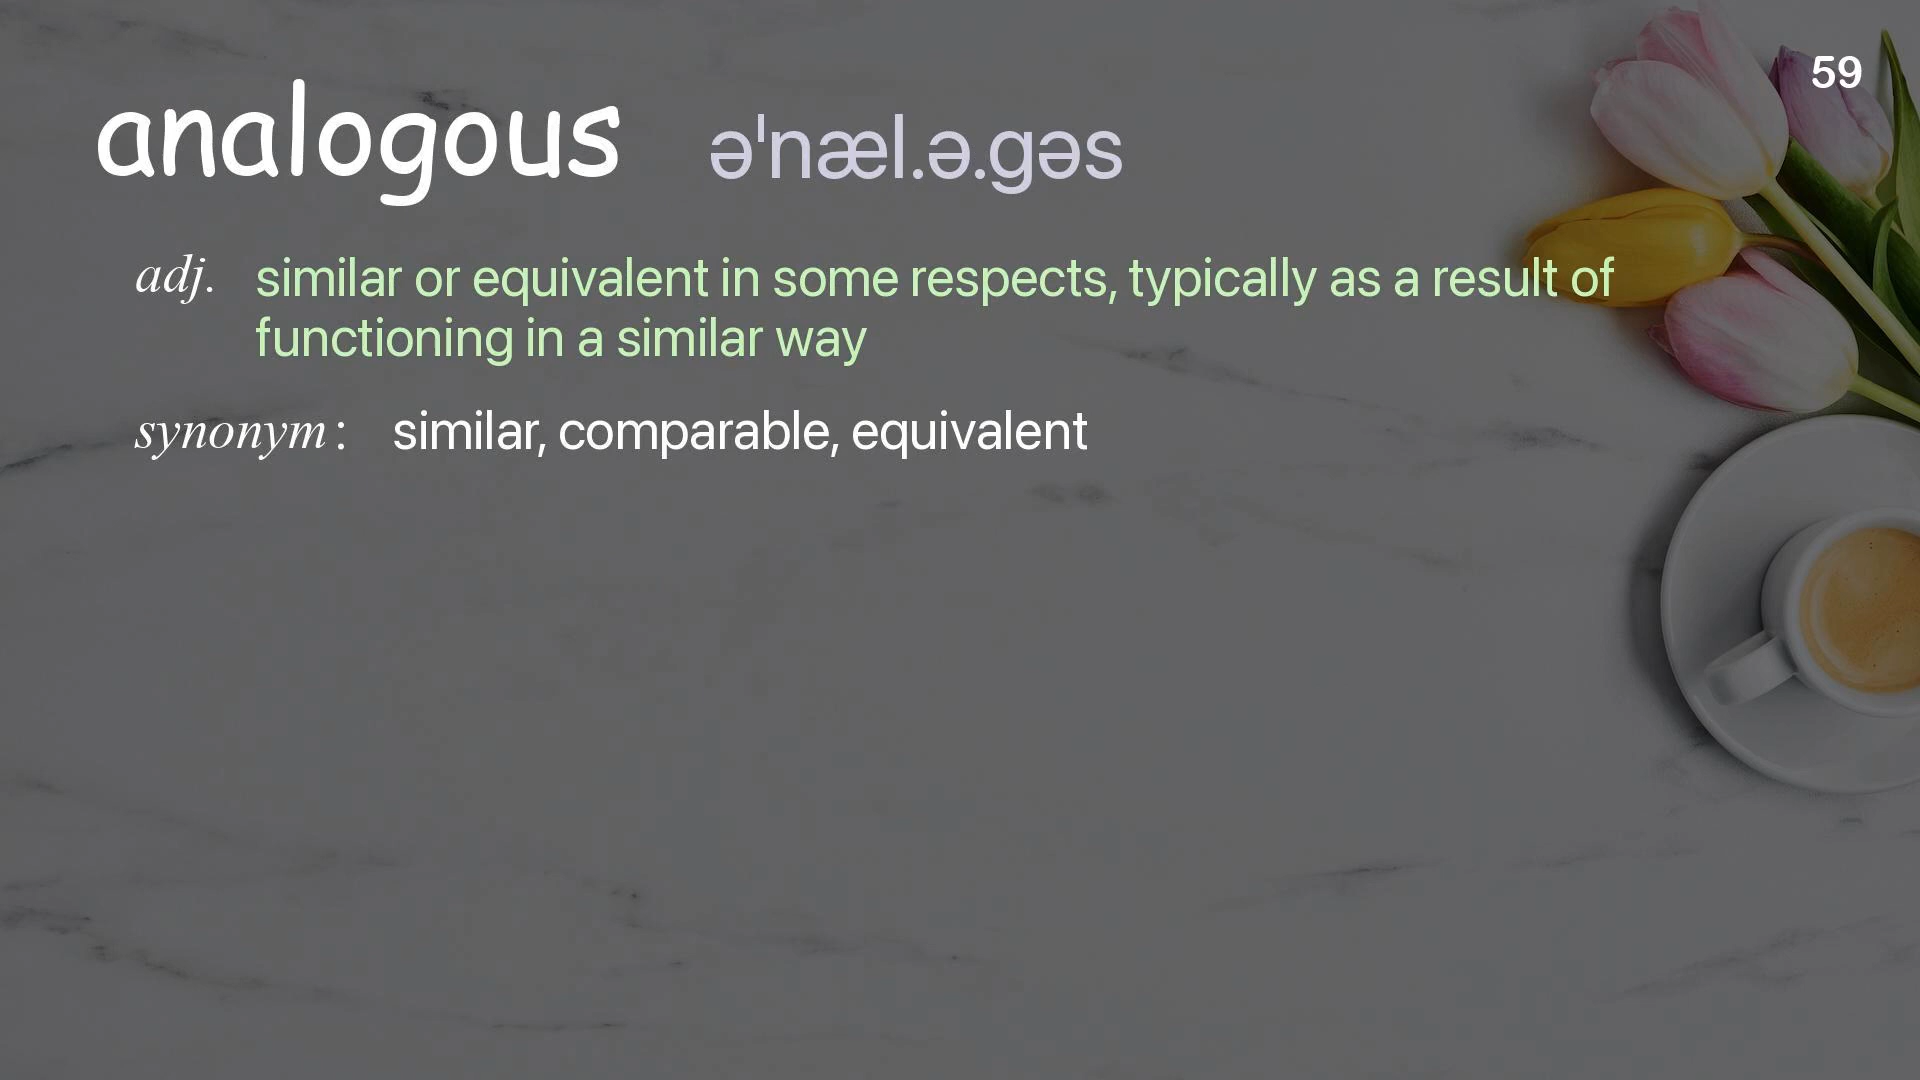 59
analogous əˈnæl.ə.gəs
adj. similar or equivalent in some respects, typically as a result of
functioning in a similar way
synonym: similar, comparable, equivalent